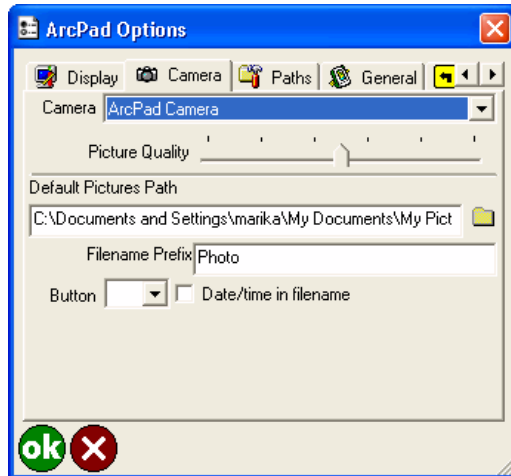 ArcPad Options
Display Camera Paths General
Camera ArcPad Camera
Picture Quality
Default Pictures Path
C:\Documents and Settings\marika\My Documents\My Pict
Filename Prefix Photo
Button Date/time in filename
ok